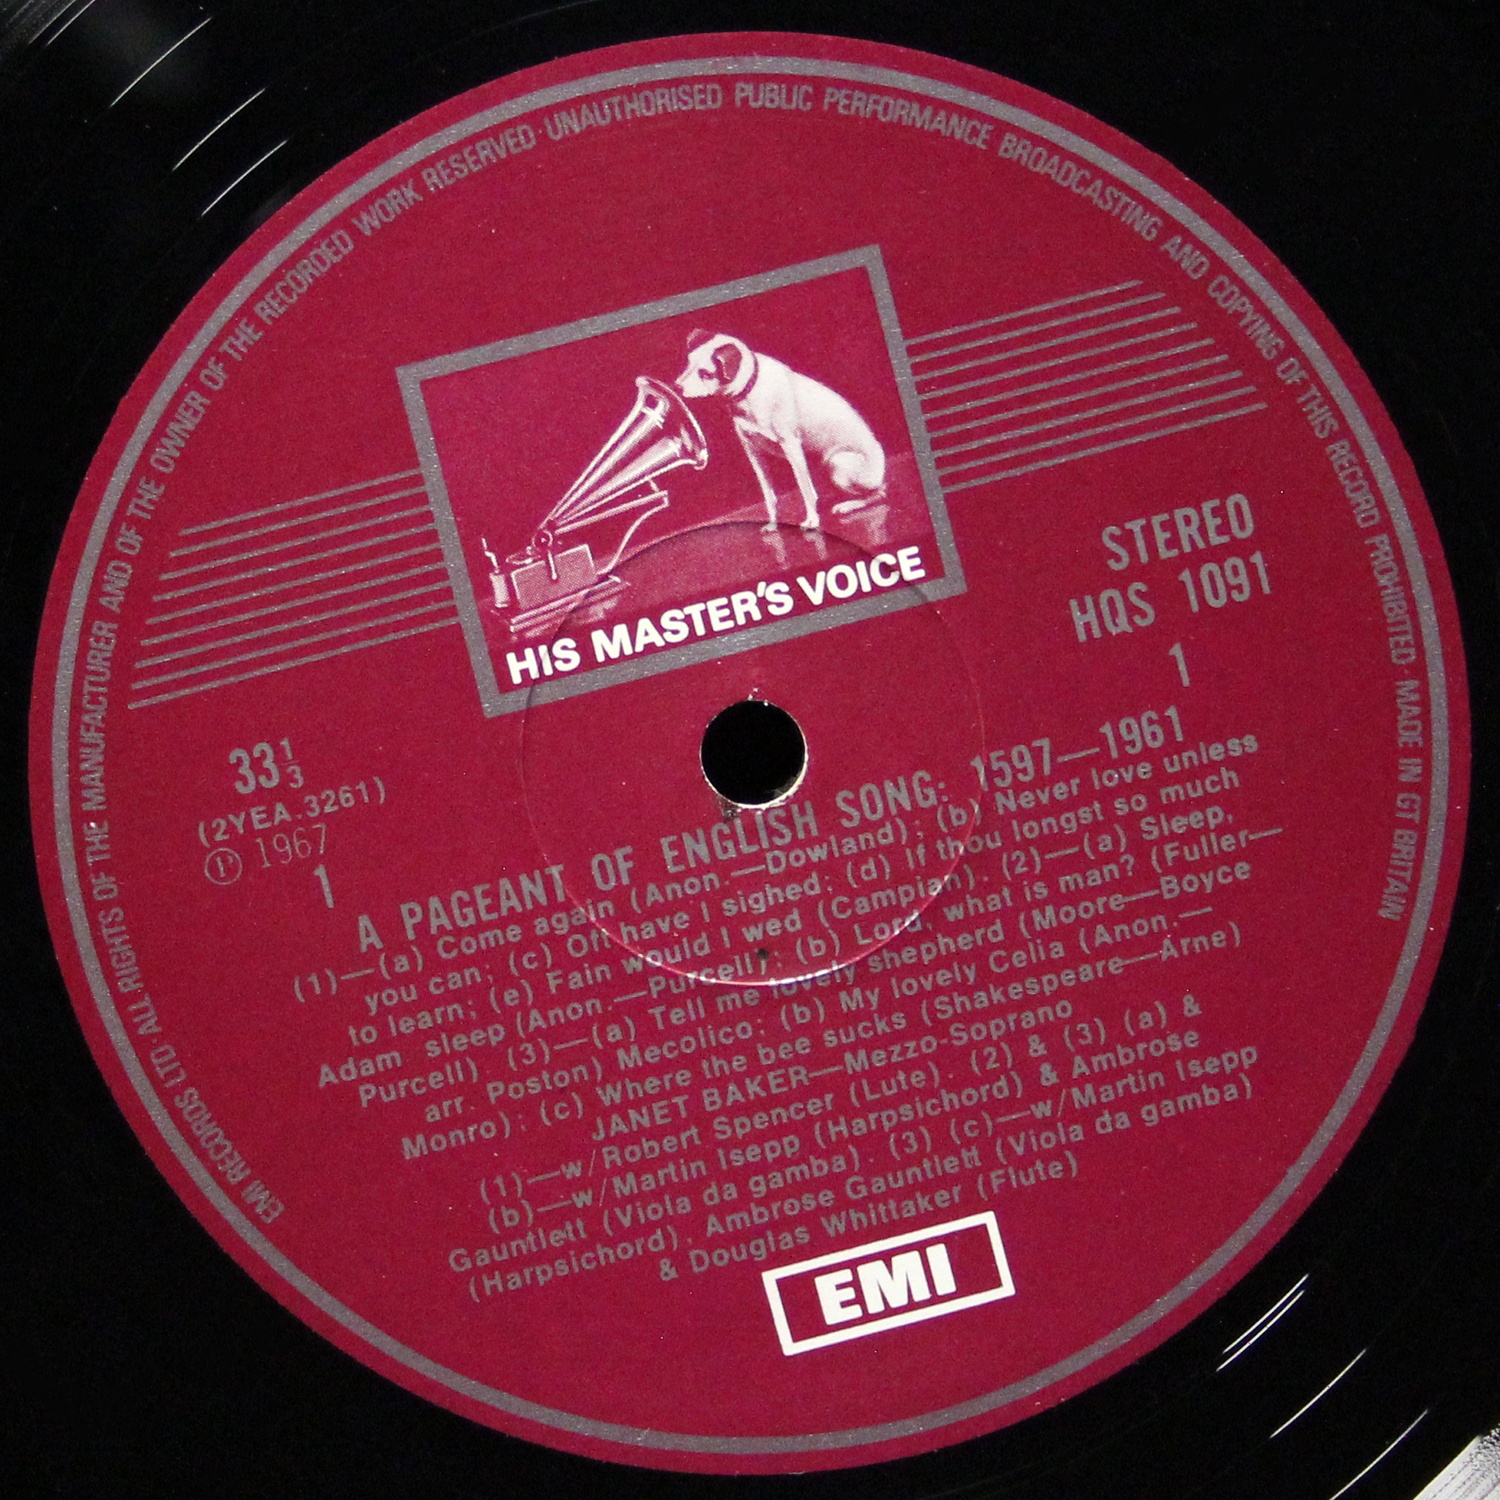 EMI RECORDS LTD · ALL RIGHTS OF THE MANUFACTURER AND OF THE OWNER OF THE RECORDED WORK RESERVED · UNAUTHORISED PUBLIC PERFORMANCE BROADCASTING AND COPYING OF THIS RECORD PROHIBITED · MADE IN GT BRITAIN
HIS MASTER'S VOICE
STEREO
HQS 1091
1
33⅓
(2YEA.3261)
℗ 1967
1
A PAGEANT OF ENGLISH SONG: 1597—1961
(1)—(a) Come again (Anon.—Dowland); (b) Never love unless
you can; (c) Oft have I sighed; (d) If thou longst so much
to learn; (e) Fain would I wed (Campian). (2)—(a) Sleep,
Adam sleep (Anon.—Purcell); (b) Lord, what is man? (Fuller—
Purcell). (3)—(a) Tell me lovely shepherd (Moore—Boyce
arr. Poston) Mecolico; (b) My lovely Celia (Anon.—
Monro); (c) Where the bee sucks (Shakespeare—Arne)
JANET BAKER—Mezzo-Soprano
(1)—w/Robert Spencer (Lute). (2) & (3) (a) &
(b)—w/Martin Isepp (Harpsichord) & Ambrose
Gauntlett (Viola da gamba). (3) (c)—w/Martin Isepp
(Harpsichord), Ambrose Gauntlett (Viola da gamba)
& Douglas Whittaker (Flute)
EMI